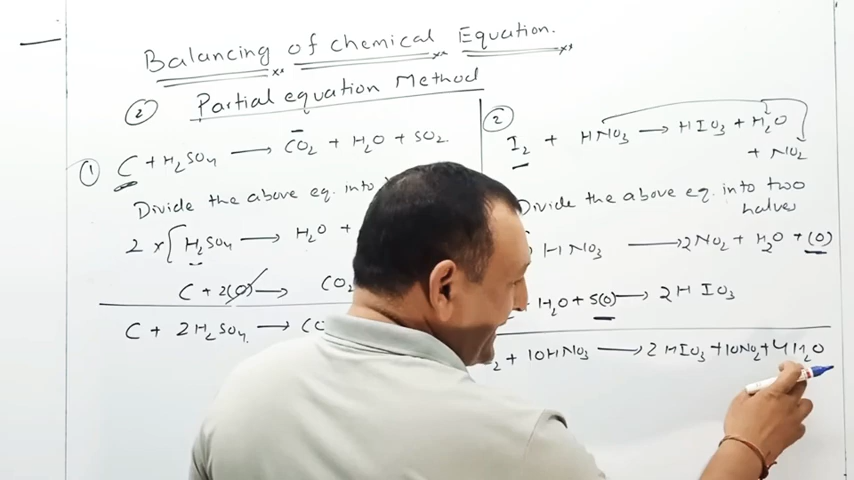 Balancing of chemical Equation.
② Partial equation Method
① C + H2SO4 → CO2 + H2O + SO2
Divide the above eq. into
2 × [ H2SO4 → H2O +
C + 2(O) → CO2
C + 2H2SO4 → CO
② I2 + HNO3 → HIO3 + H2O
+ NO2
Divide the above eq. into two
halves
HNO3 → 2NO2 + H2O + (O)
H2O + 5(O) → 2HIO3
2 + 10HNO3 → 2HIO3 + 10NO2 + 4H2O